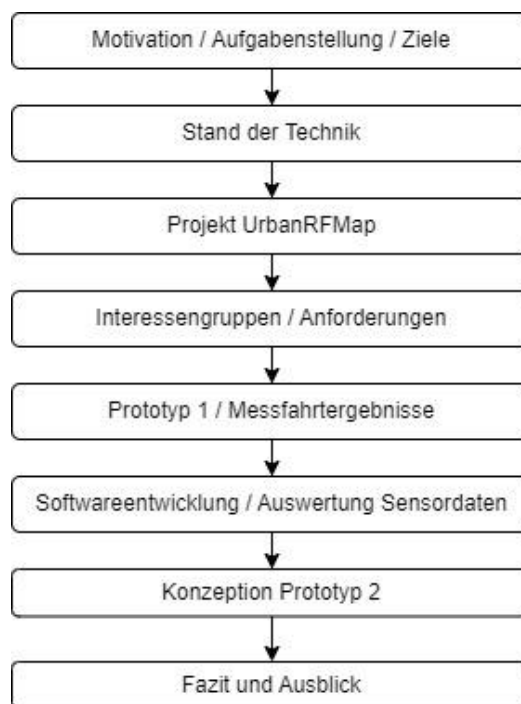 Motivation / Aufgabenstellung / Ziele
Stand der Technik
Projekt UrbanRFMap
Interessengruppen / Anforderungen
Prototyp 1 / Messfahrtergebnisse
Softwareentwicklung / Auswertung Sensordaten
Konzeption Prototyp 2
Fazit und Ausblick